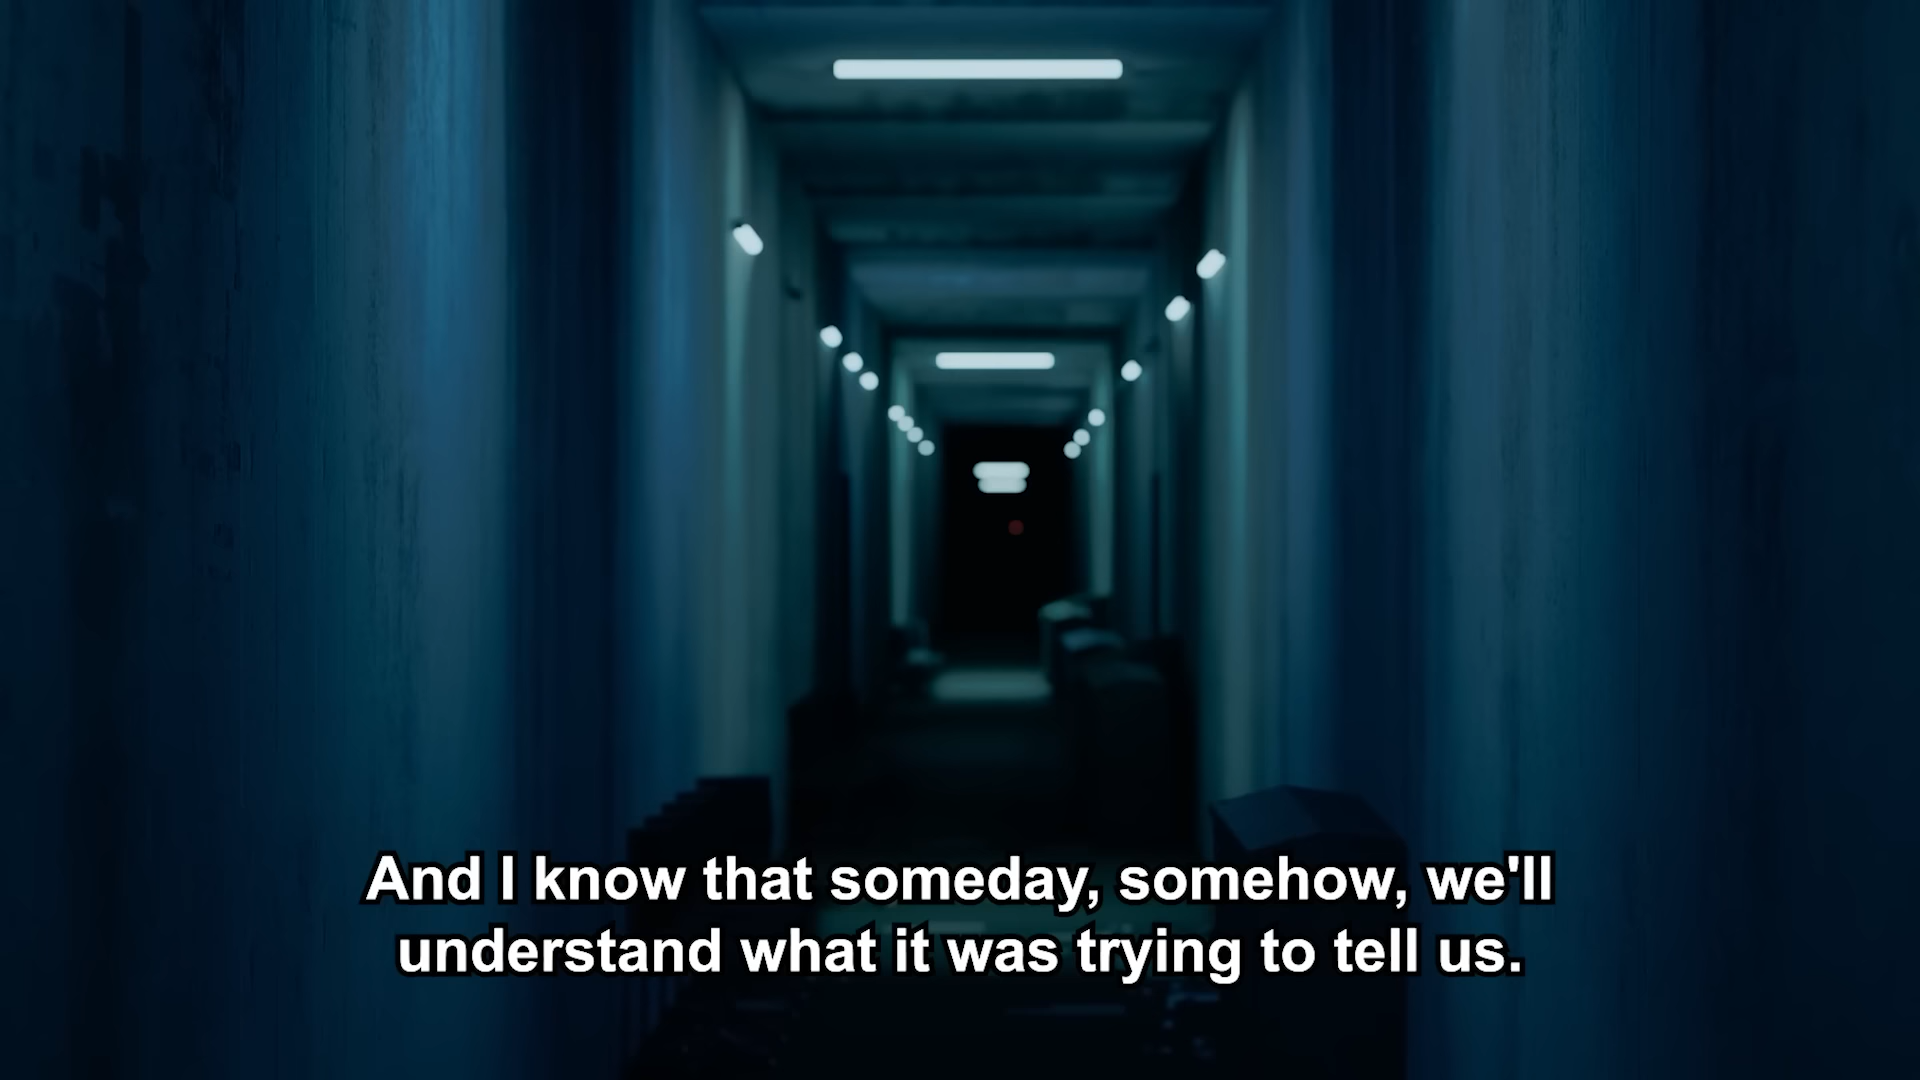 And I know that someday, somehow, we'll
understand what it was trying to tell us.